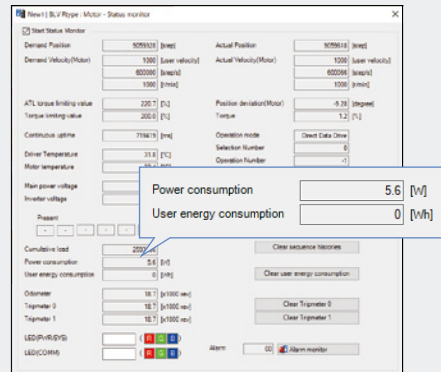 New1 | BLV Rtype : Motor - Status monitor
Start Status Monitor
Demand Position [step] Actual Position [step]
Demand Velocity(Motor) 1000 [user velocity] Actual Velocity(Motor) 1000 [user velocity]
600000 [step/s] [step/s]
1000 [r/min] 1000 [r/min]
ATL torque limiting value 220.7 [%] Position deviation(Motor) -9.28 [degree]
Torque limiting value 200.0 [%] Torque 1.2 [%]
Continuous uptime 719819 [ms] Operation mode Direct Data Drive
Selection Number 0
Driver Temperature 31.8 [°C] Operation Number -1
Motor temperature
Main power voltage
Inverter voltage
Power consumption 5.6 [W]
User energy consumption 0 [Wh]
Present
- - - - -
Cumulative load Clear sequence histories
Power consumption 5.6 [W]
User energy consumption 0 [Wh] Clear user energy consumption
Odometer 18.7 [x1000 rev]
Tripmeter 0 18.7 [x1000 rev] Clear Tripmeter 0
Tripmeter 1 18.7 [x1000 rev] Clear Tripmeter 1
LED(PWR/SYS) ( R G B )
LED(COMM) ( R G B ) Alarm 00 Alarm monitor